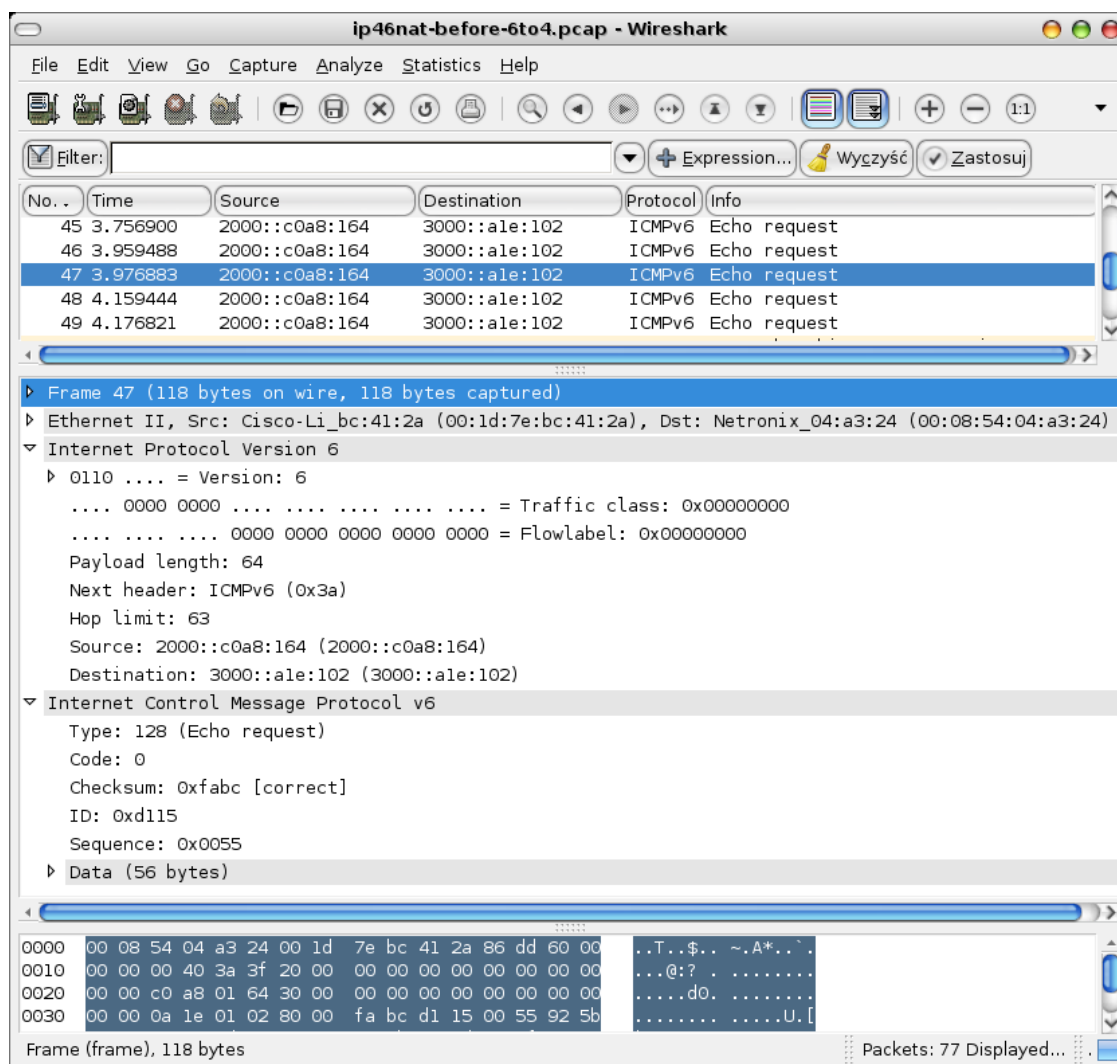 ip46nat-before-6to4.pcap - Wireshark
File Edit View Go Capture Analyze Statistics Help
1:1
Filter: Expression... Wyczyść Zastosuj
No. . Time Source Destination Protocol Info
45 3.756900 2000::c0a8:164 3000::a1e:102 ICMPv6 Echo request
46 3.959488 2000::c0a8:164 3000::a1e:102 ICMPv6 Echo request
47 3.976883 2000::c0a8:164 3000::a1e:102 ICMPv6 Echo request
48 4.159444 2000::c0a8:164 3000::a1e:102 ICMPv6 Echo request
49 4.176821 2000::c0a8:164 3000::a1e:102 ICMPv6 Echo request
Frame 47 (118 bytes on wire, 118 bytes captured)
Ethernet II, Src: Cisco-Li_bc:41:2a (00:1d:7e:bc:41:2a), Dst: Netronix_04:a3:24 (00:08:54:04:a3:24)
Internet Protocol Version 6
0110 .... = Version: 6
.... 0000 0000 .... .... .... .... .... = Traffic class: 0x00000000
.... .... .... 0000 0000 0000 0000 0000 = Flowlabel: 0x00000000
Payload length: 64
Next header: ICMPv6 (0x3a)
Hop limit: 63
Source: 2000::c0a8:164 (2000::c0a8:164)
Destination: 3000::a1e:102 (3000::a1e:102)
Internet Control Message Protocol v6
Type: 128 (Echo request)
Code: 0
Checksum: 0xfabc [correct]
ID: 0xd115
Sequence: 0x0055
Data (56 bytes)
0000 00 08 54 04 a3 24 00 1d 7e bc 41 2a 86 dd 60 00 ..T..$.. ~.A*..`.
0010 00 00 00 40 3a 3f 20 00 00 00 00 00 00 00 00 00 ...@:? . ........
0020 00 00 c0 a8 01 64 30 00 00 00 00 00 00 00 00 00 .....d0. ........
0030 00 00 0a 1e 01 02 80 00 fa bc d1 15 00 55 92 5b ........ .....U.[
Frame (frame), 118 bytes Packets: 77 Displayed...